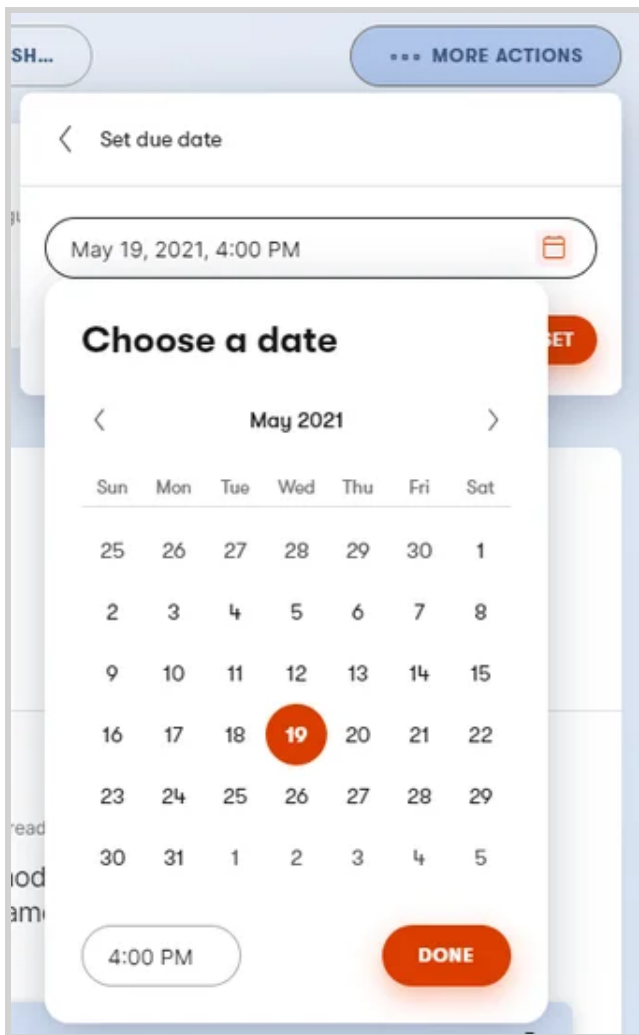 SH...
MORE ACTIONS
Set due date
May 19, 2021, 4:00 PM
SET
Choose a date
May 2021
Sun Mon Tue Wed Thu Fri Sat
25 26 27 28 29 30 1
2 3 4 5 6 7 8
9 10 11 12 13 14 15
16 17 18 19 20 21 22
23 24 25 26 27 28 29
read
30 31 1 2 3 4 5
4:00 PM
DONE